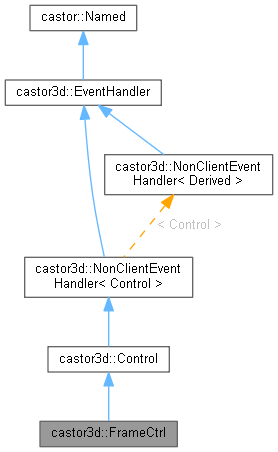 castor::Named
castor3d::EventHandler
castor3d::NonClientEvent
Handler< Derived >
< Control >
castor3d::NonClientEvent
Handler< Control >
castor3d::Control
castor3d::FrameCtrl